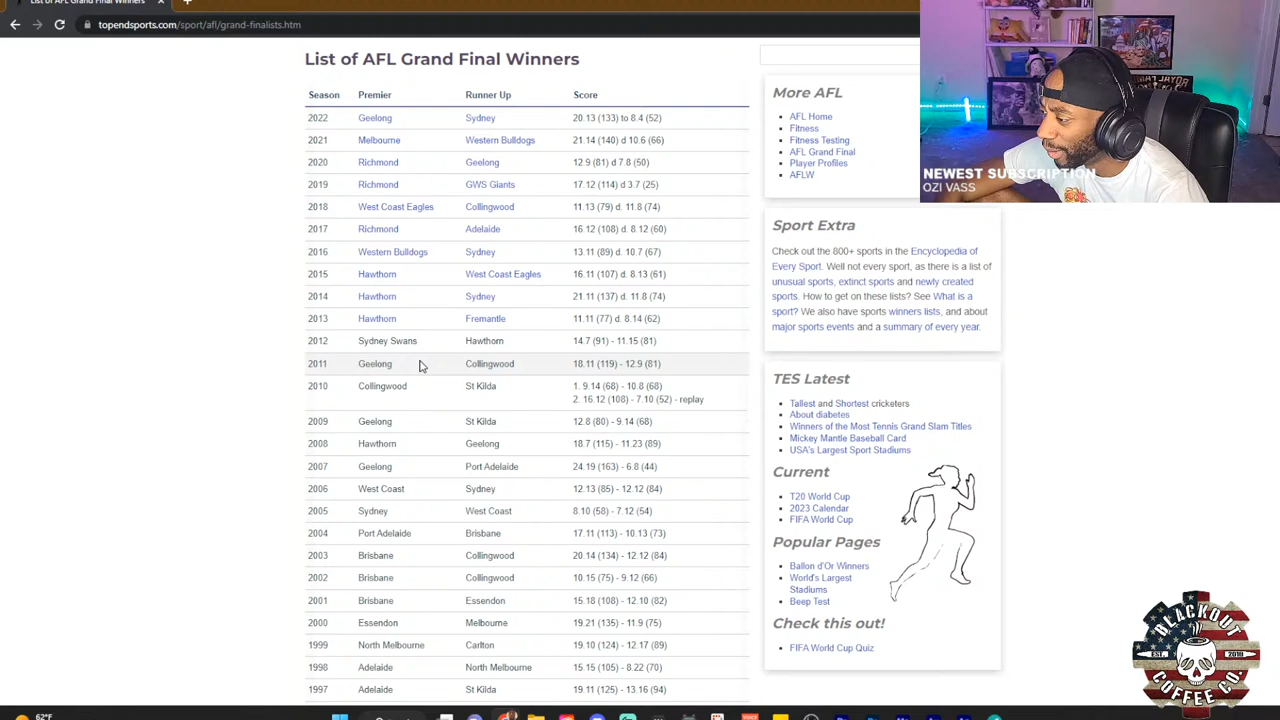 List of AFL Grand Final Winners
topendsports.com/sport/afl/grand-finalists.htm
List of AFL Grand Final Winners
Season Premier Runner Up Score
2022 Geelong Sydney 20.13 (133) to 8.4 (52)
2021 Melbourne Western Bulldogs 21.14 (140) d 10.6 (66)
2020 Richmond Geelong 12.9 (81) d 7.8 (50)
2019 Richmond GWS Giants 17.12 (114) d 3.7 (25)
2018 West Coast Eagles Collingwood 11.13 (79) d. 11.8 (74)
2017 Richmond Adelaide 16.12 (108) d. 8.12 (60)
2016 Western Bulldogs Sydney 13.11 (89) d. 10.7 (67)
2015 Hawthorn West Coast Eagles 16.11 (107) d. 8.13 (61)
2014 Hawthorn Sydney 21.11 (137) d. 11.8 (74)
2013 Hawthorn Fremantle 11.11 (77) d. 8.14 (62)
2012 Sydney Swans Hawthorn 14.7 (91) - 11.15 (81)
2011 Geelong Collingwood 18.11 (119) - 12.9 (81)
2010 Collingwood St Kilda 1. 9.14 (68) - 10.8 (68)
2. 16.12 (108) - 7.10 (52) - replay
2009 Geelong St Kilda 12.8 (80) - 9.14 (68)
2008 Hawthorn Geelong 18.7 (115) - 11.23 (89)
2007 Geelong Port Adelaide 24.19 (163) - 6.8 (44)
2006 West Coast Sydney 12.13 (85) - 12.12 (84)
2005 Sydney West Coast 8.10 (58) - 7.12 (54)
2004 Port Adelaide Brisbane 17.11 (113) - 10.13 (73)
2003 Brisbane Collingwood 20.14 (134) - 12.12 (84)
2002 Brisbane Collingwood 10.15 (75) - 9.12 (66)
2001 Brisbane Essendon 15.18 (108) - 12.10 (82)
2000 Essendon Melbourne 19.21 (135) - 11.9 (75)
1999 North Melbourne Carlton 19.10 (124) - 12.17 (89)
1998 Adelaide North Melbourne 15.15 (105) - 8.22 (70)
1997 Adelaide St Kilda 19.11 (125) - 13.16 (94)
More AFL
AFL Home
Fitness
Fitness Testing
AFL Grand Final
Player Profiles
AFLW
Sport Extra
Check out the 800+ sports in the Encyclopedia of
Every Sport. Well not every sport, as there is a list of
unusual sports, extinct sports and newly created
sports. How to get on these lists? See What is a
sport? We also have sports winners lists, and about
major sports events and a summary of every year.
TES Latest
Tallest and Shortest cricketers
About diabetes
Winners of the Most Tennis Grand Slam Titles
Mickey Mantle Baseball Card
USA's Largest Sport Stadiums
Current
T20 World Cup
2023 Calendar
FIFA World Cup
Popular Pages
Ballon d'Or Winners
World's Largest
Stadiums
Beep Test
Check this out!
FIFA World Cup Quiz
NEWEST SUBSCRIPTION
OZI VASS
BLACKOUT
EST. 2018
COFFEE CO.
62°F